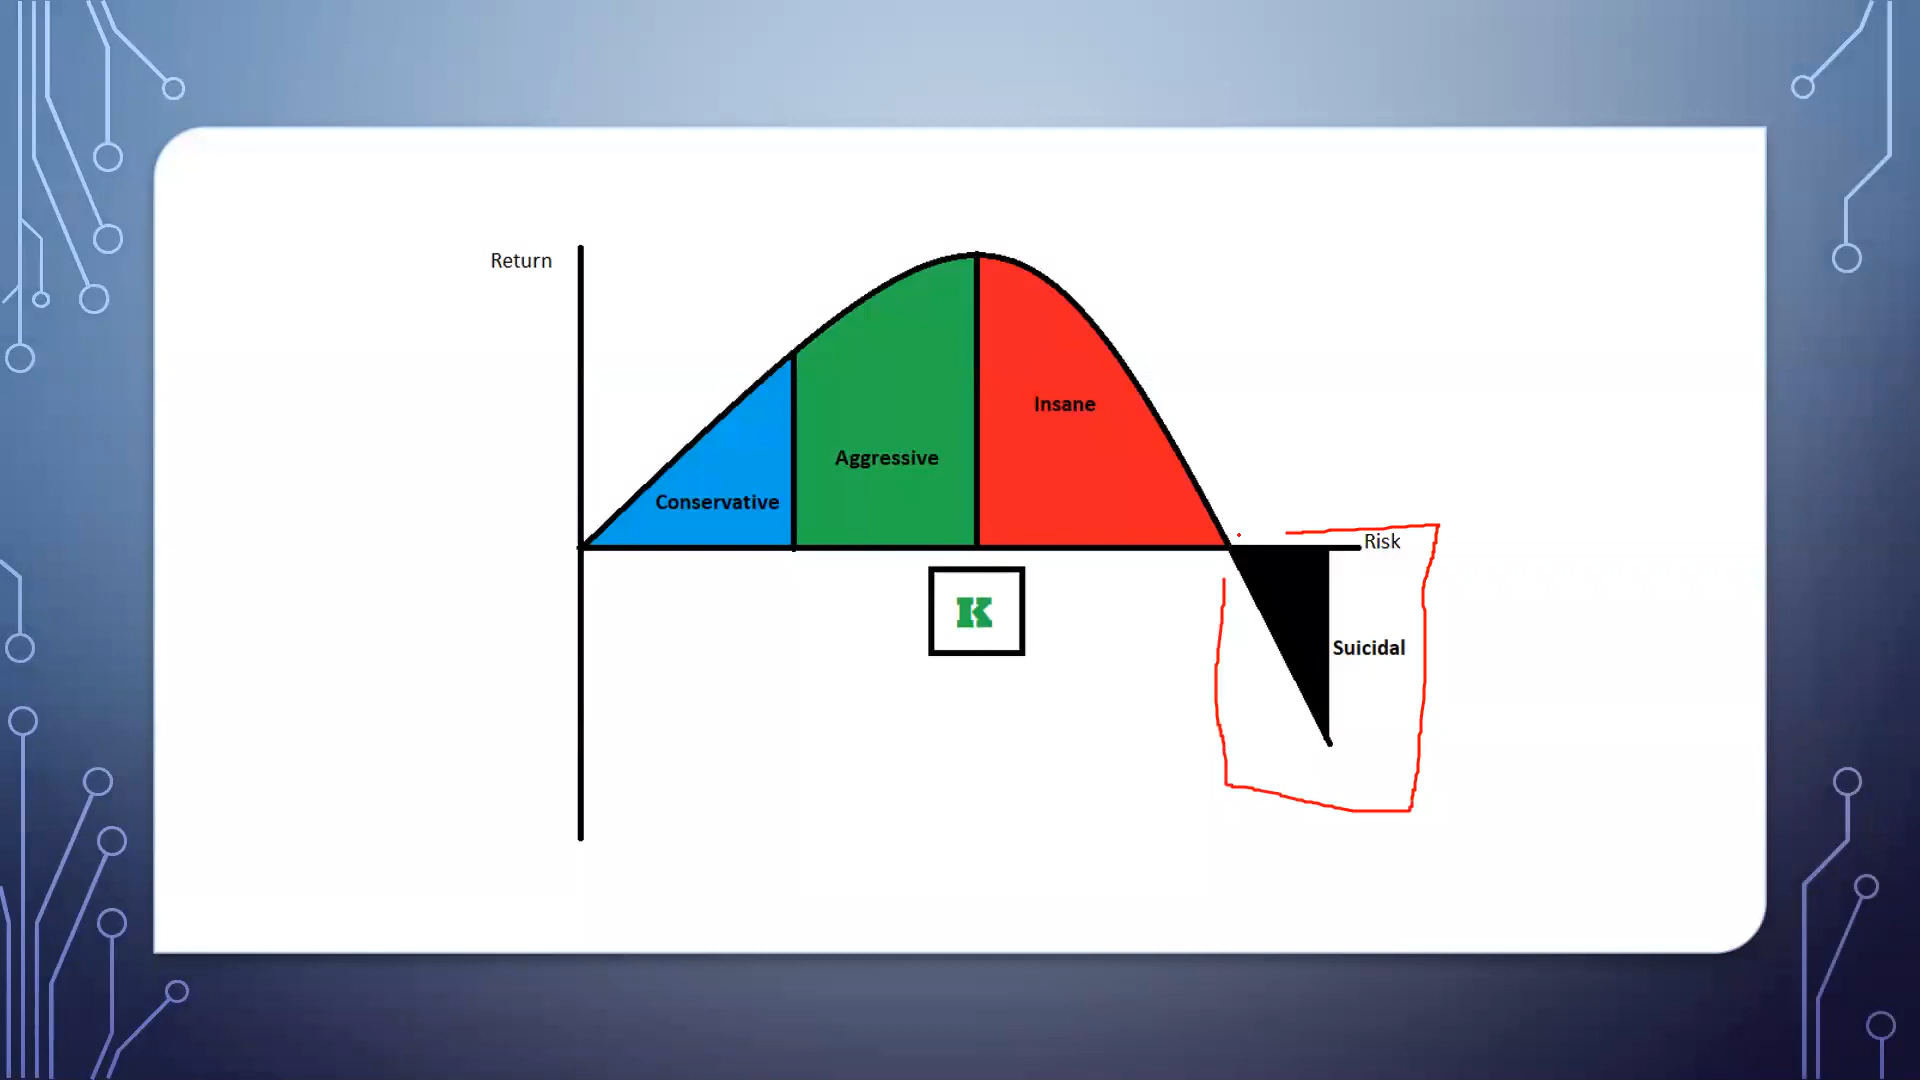 Return
Insane
Aggressive
Conservative
Risk
K
Suicidal